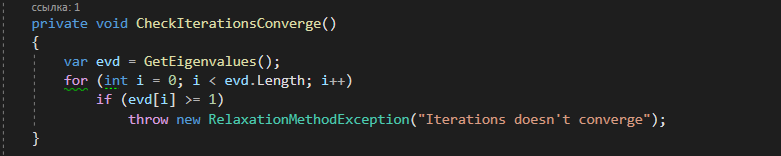 ссылка: 1
private void CheckIterationsConverge()
{
var evd = GetEigenvalues();
for (int i = 0; i < evd.Length; i++)
if (evd[i] >= 1)
throw new RelaxationMethodException("Iterations doesn't converge");
}